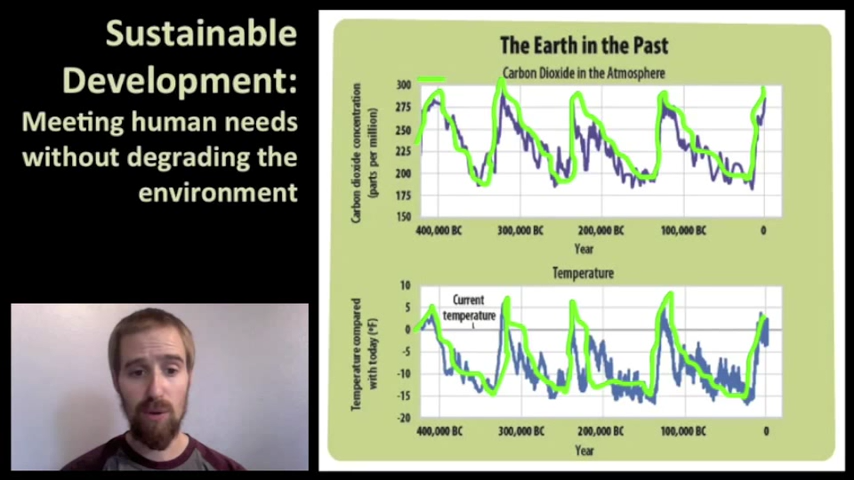 Sustainable
Development:
Meeting human needs
without degrading the
environment
The Earth in the Past
Carbon Dioxide in the Atmosphere
Carbon dioxide concentration
(parts per million)
300
275
250
225
200
175
150
400,000 BC 300,000 BC 200,000 BC 100,000 BC 0
Year
Temperature
Temperature compared
with today (°F)
10
5
0
-5
-10
-15
-20
Current
temperature
400,000 BC 300,000 BC 200,000 BC 100,000 BC 0
Year